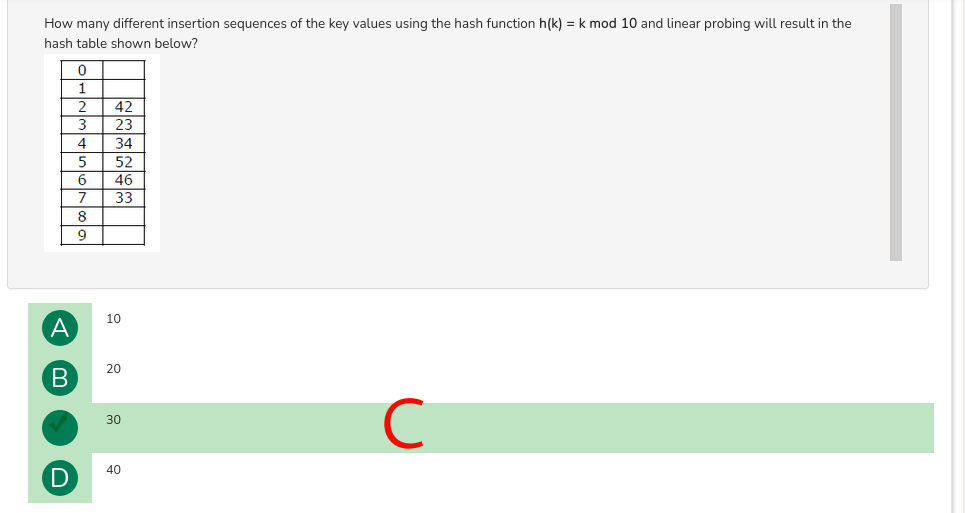 How many different insertion sequences of the key values using the hash function h(k) = k mod 10 and linear probing will result in the
hash table shown below?
0
1
2 42
3 23
4 34
5 52
6 46
7 33
8
9
A 10
B 20
30
C
D 40